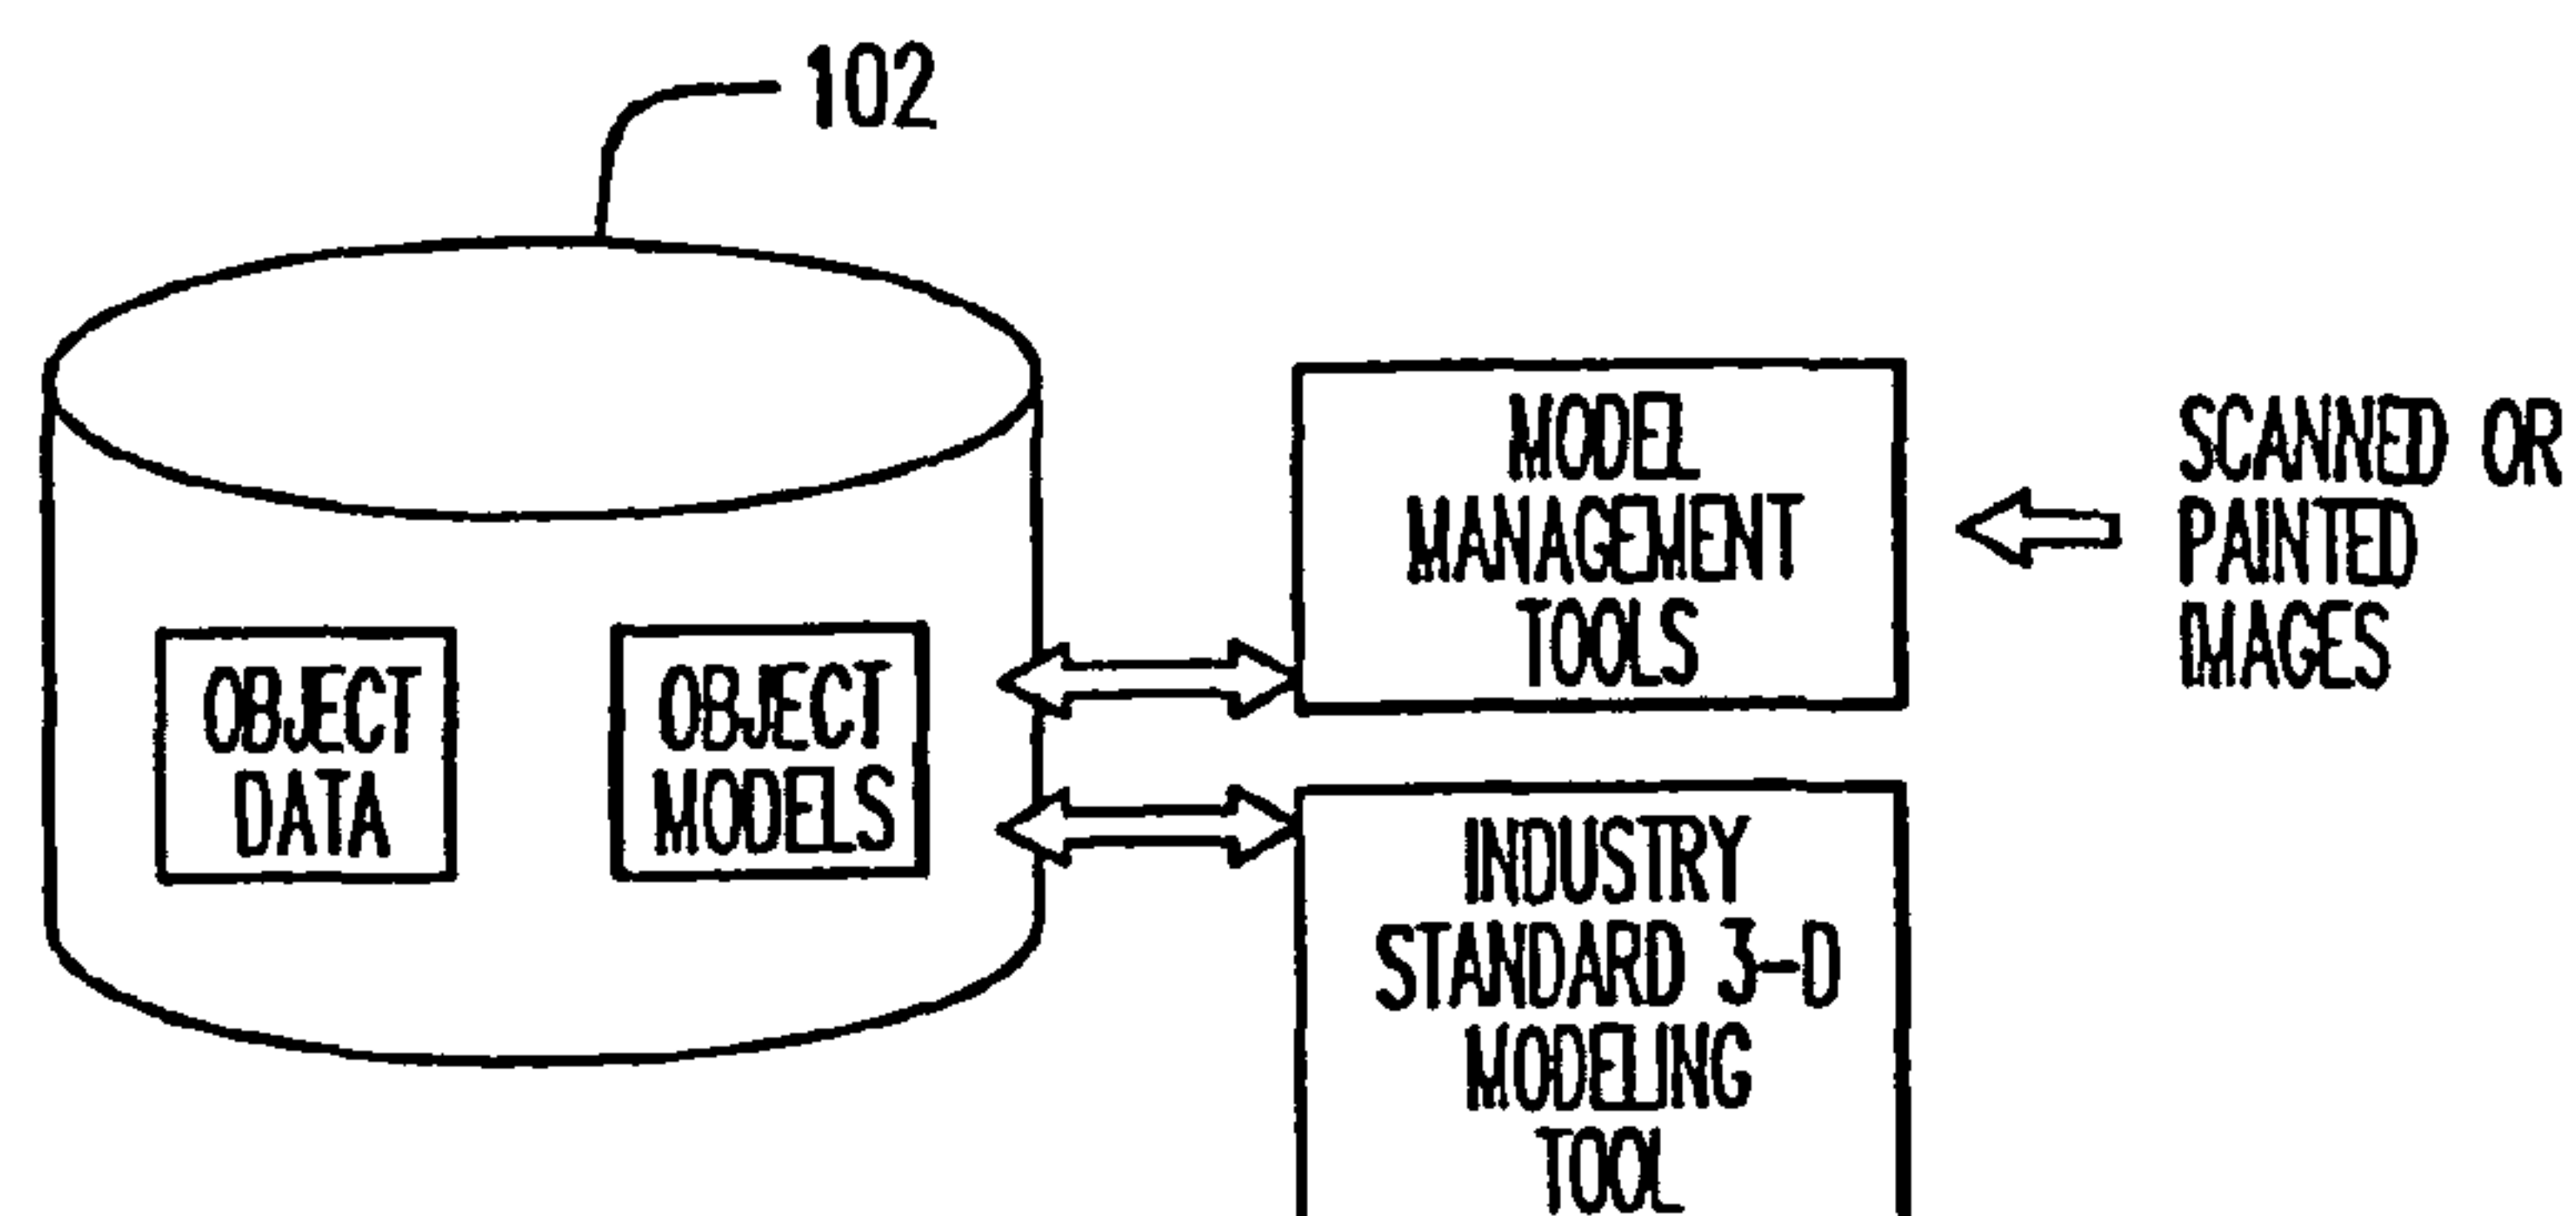 102
MODEL
MANAGEMENT
TOOLS
SCANNED OR
PAINTED
IMAGES
OBJECT
DATA
OBJECT
MODELS
INDUSTRY
STANDARD 3-D
MODELING
TOOL